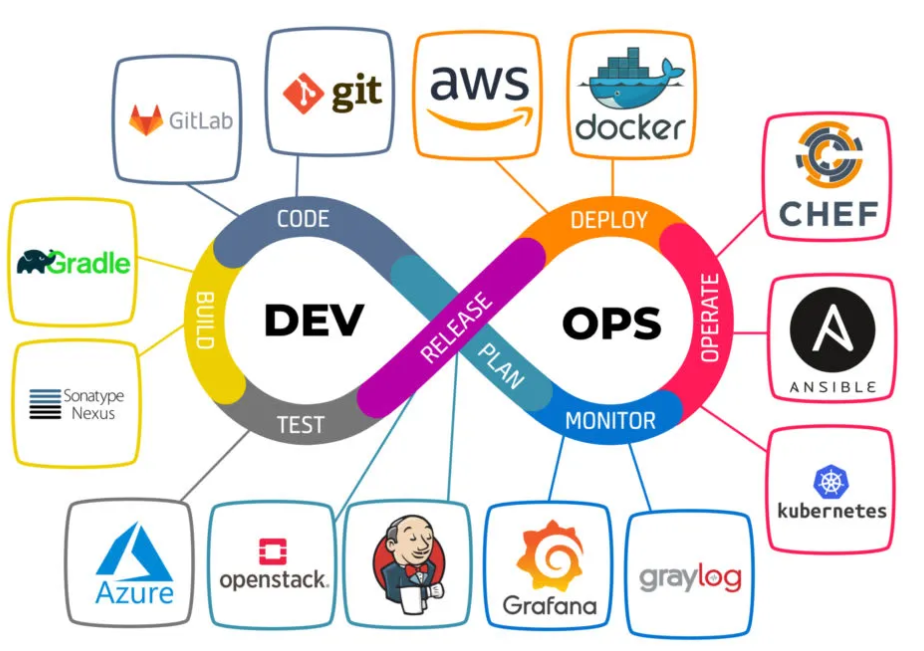 GitLab
git
aws
docker
CHEF
Gradle
CODE
DEPLOY
BUILD
DEV
RELEASE
OPS
OPERATE
ANSIBLE
PLAN
Sonatype
Nexus
TEST
MONITOR
kubernetes
Azure
openstack.
Grafana
graylog